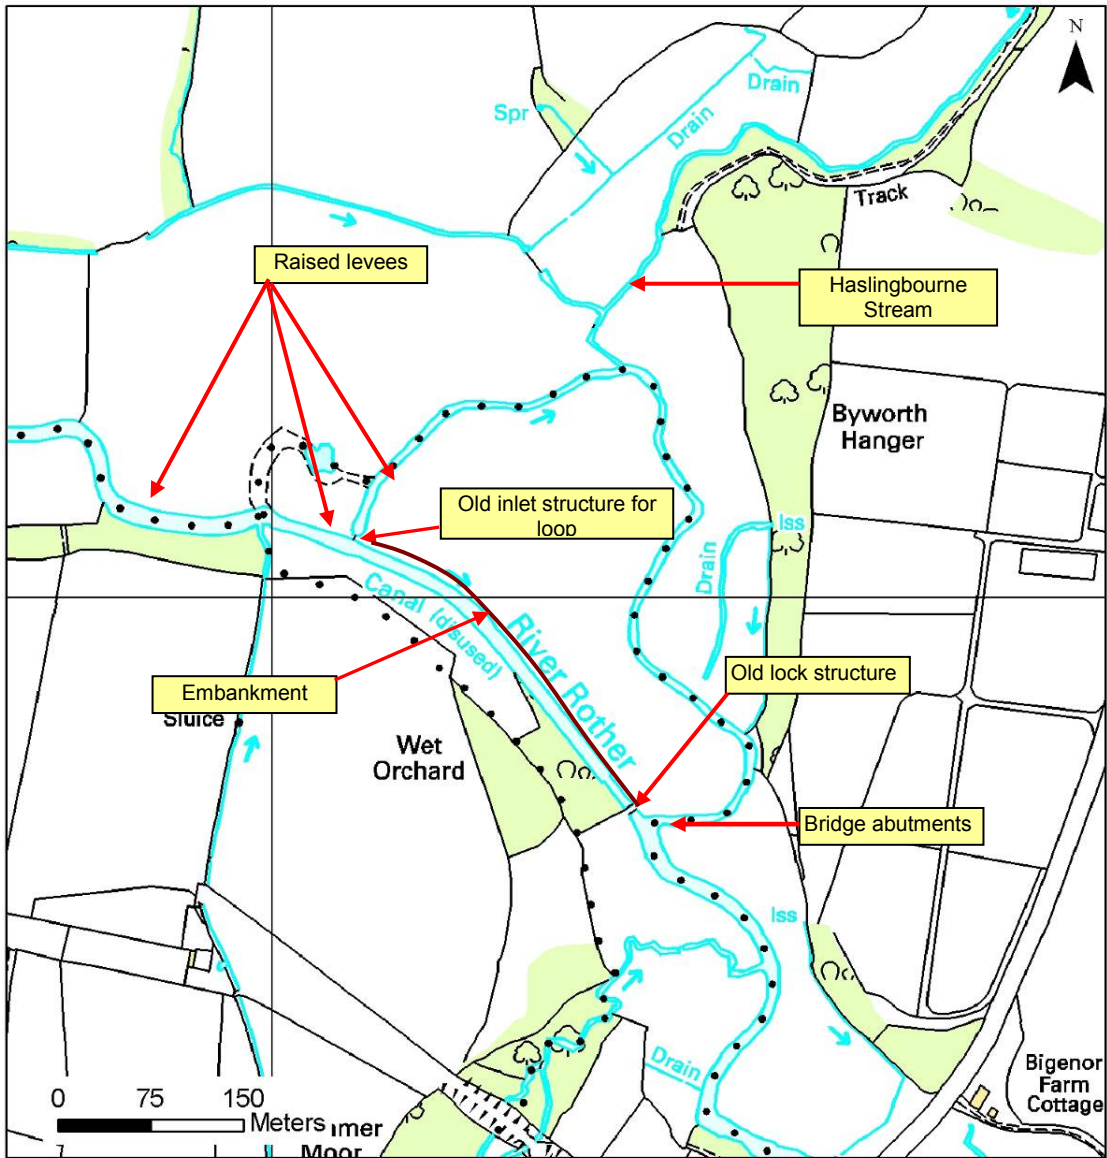 N
Drain
Spr
Drain
Track
Raised levees
Haslingbourne
Stream
Byworth
Hanger
Old inlet structure for
loop
Iss
Drain
Canal (disused)
River Rother
Old lock structure
Embankment
Sluice
Wet
Orchard
Bridge abutments
Iss
Drain
Bigenor
Farm
Cottage
0 75 150
Meters
Moor